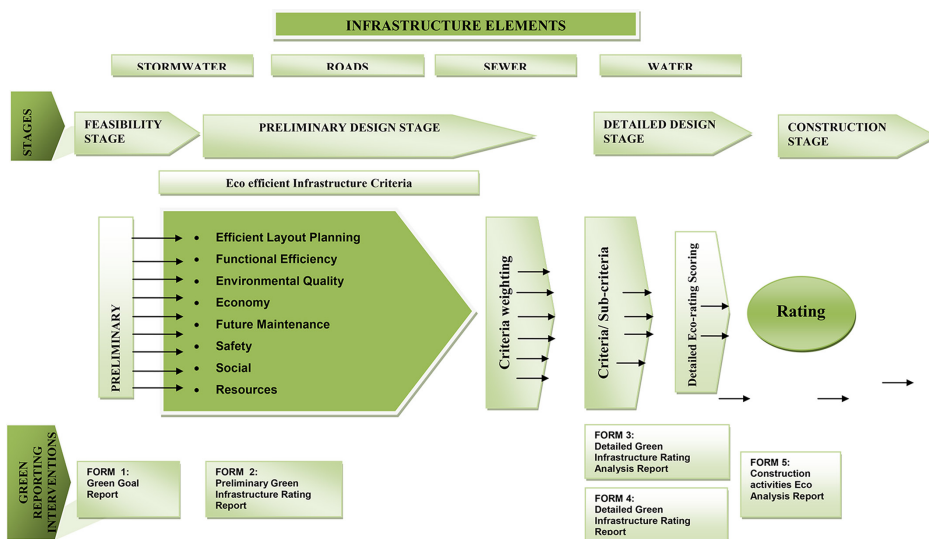 INFRASTRUCTURE ELEMENTS
STORMWATER
ROADS
SEWER
WATER
STAGES
FEASIBILITY
STAGE
PRELIMINARY DESIGN STAGE
DETAILED DESIGN
STAGE
CONSTRUCTION
STAGE
Eco efficient Infrastructure Criteria
PRELIMINARY
• Efficient Layout Planning
• Functional Efficiency
• Environmental Quality
• Economy
• Future Maintenance
• Safety
• Social
• Resources
Criteria weighting
Criteria/ Sub-criteria
Detailed Eco-rating Scoring
Rating
GREEN
REPORTING
INTERVENTIONS
FORM 1:
Green Goal
Report
FORM 2:
Preliminary Green
Infrastructure Rating
Report
FORM 3:
Detailed Green
Infrastructure Rating
Analysis Report
FORM 4:
Detailed Green
Infrastructure Rating
Report
FORM 5:
Construction
activities Eco
Analysis Report